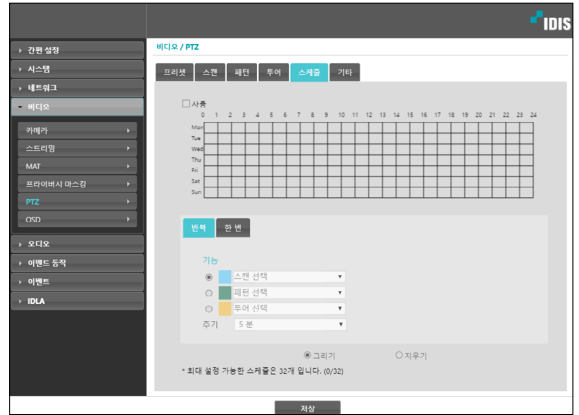 IDIS
간편 설정
시스템
네트워크
비디오
카메라
스트리밍
MAT
프라이버시 마스킹
PTZ
OSD
오디오
이벤트 동작
이벤트
IDLA
비디오 / PTZ
프리셋 스캔 패턴 투어 스케줄 기타
사용
0 1 2 3 4 5 6 7 8 9 10 11 12 13 14 15 16 17 18 19 20 21 22 23 24
Mon
Tue
Wed
Thu
Fri
Sat
Sun
반복 한 번
기능
스캔 선택
패턴 선택
투어 선택
주기 5 분
그리기 지우기
* 최대 설정 가능한 스케줄은 32개 입니다. (0/32)
저장